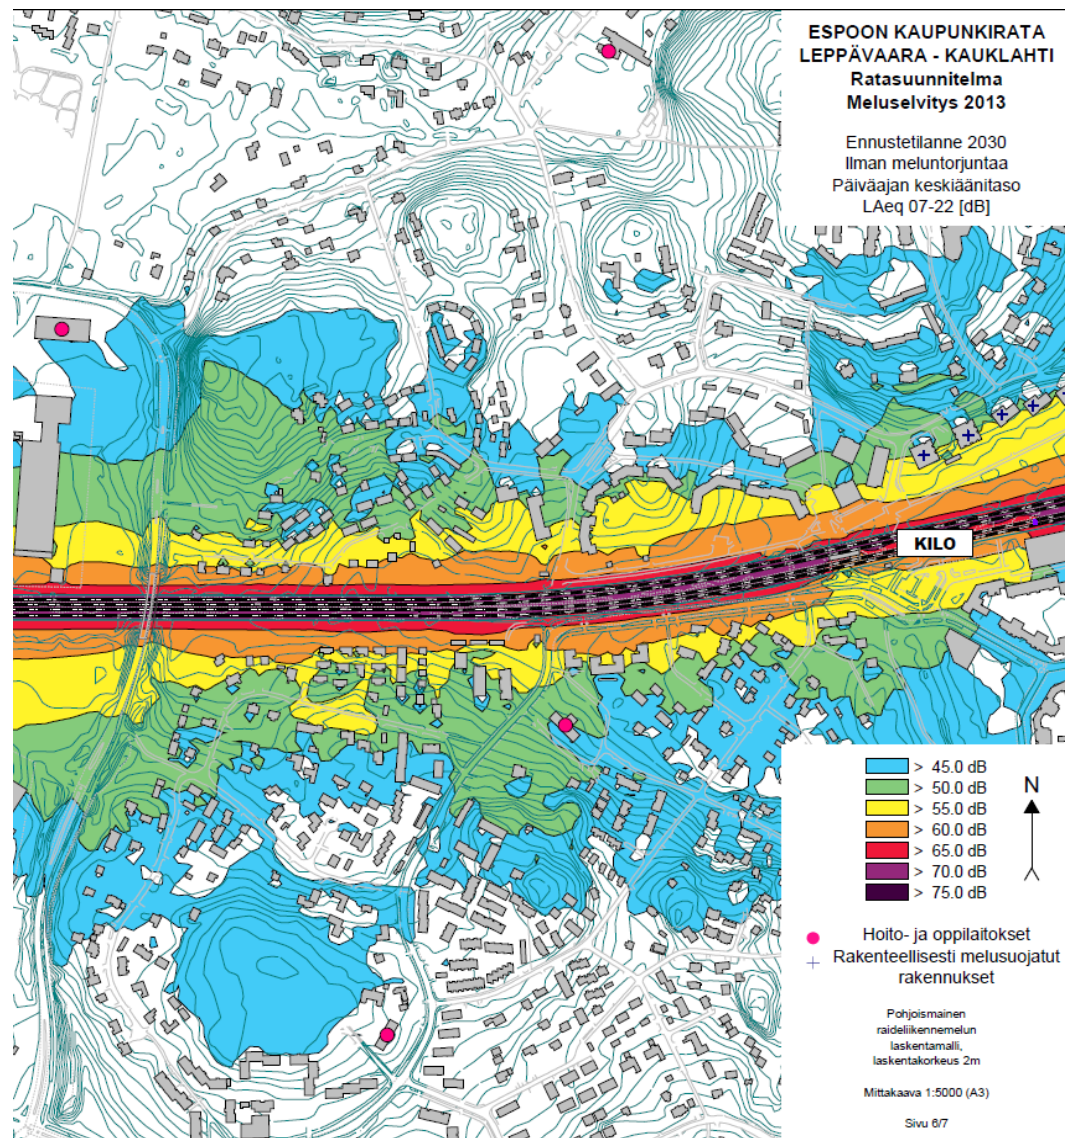 ESPOON KAUPUNKIRATA
LEPPÄVAARA - KAUKLAHTI
Ratasuunnitelma
Meluselvitys 2013
Ennustetilanne 2030
Ilman meluntorjuntaa
Päiväajan keskiäänitaso
LAeq 07-22 [dB]
KILO
> 45.0 dB
> 50.0 dB
> 55.0 dB
> 60.0 dB
> 65.0 dB
> 70.0 dB
> 75.0 dB
N
Hoito- ja oppilaitokset
Rakenteellisesti melusuojatut
rakennukset
Pohjoismainen
raideliikennemelun
laskentamalli,
laskentakorkeus 2m
Mittakaava 1:5000 (A3)
Sivu 6/7